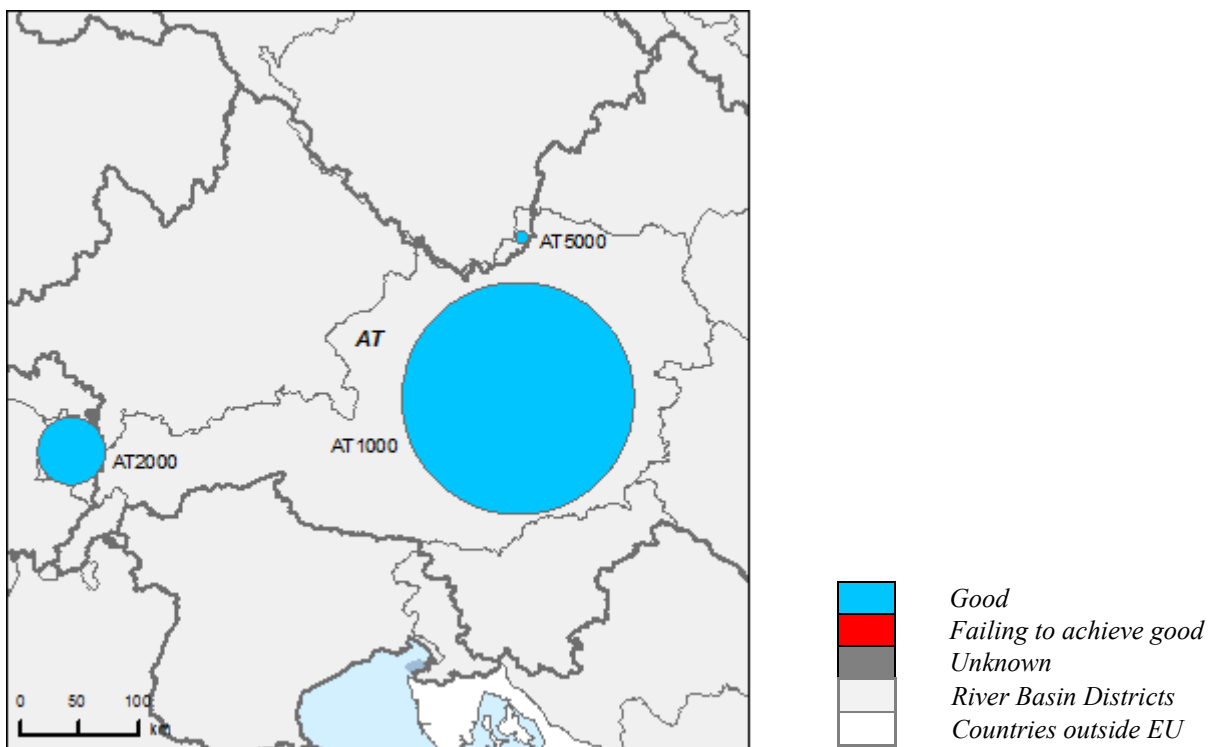 AT5000
AT
AT1000
AT2000
0 50 100
km
Good
Failing to achieve good
Unknown
River Basin Districts
Countries outside EU